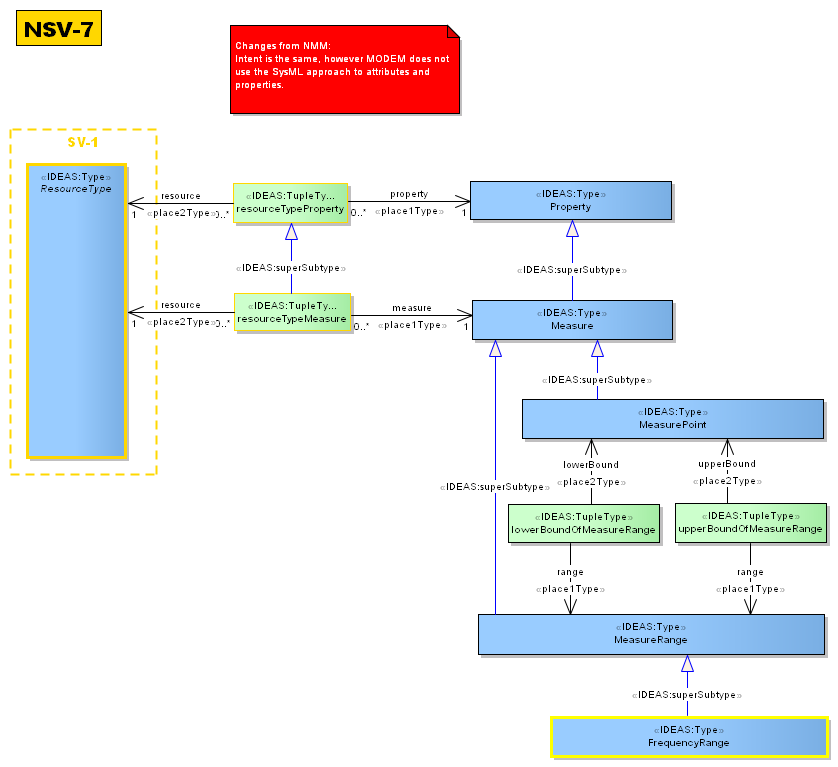 NSV-7
Changes from NMM:
Intent is the same, however MODEM does not
use the SysML approach to attributes and
properties.
SV-1
«IDEAS:Type»
ResourceType
resource
«place2Type»
1
0..*
«IDEAS:TupleTy...
resourceTypeProperty
property
«place1Type»
0..*
1
«IDEAS:Type»
Property
«IDEAS:superSubtype»
«IDEAS:superSubtype»
resource
«place2Type»
1
0..*
«IDEAS:TupleTy...
resourceTypeMeasure
measure
«place1Type»
0..*
1
«IDEAS:Type»
Measure
«IDEAS:superSubtype»
«IDEAS:Type»
MeasurePoint
lowerBound
«place2Type»
upperBound
«place2Type»
«IDEAS:superSubtype»
«IDEAS:TupleType»
lowerBoundOfMeasureRange
«IDEAS:TupleType»
upperBoundOfMeasureRange
range
«place1Type»
range
«place1Type»
«IDEAS:Type»
MeasureRange
«IDEAS:superSubtype»
«IDEAS:Type»
FrequencyRange